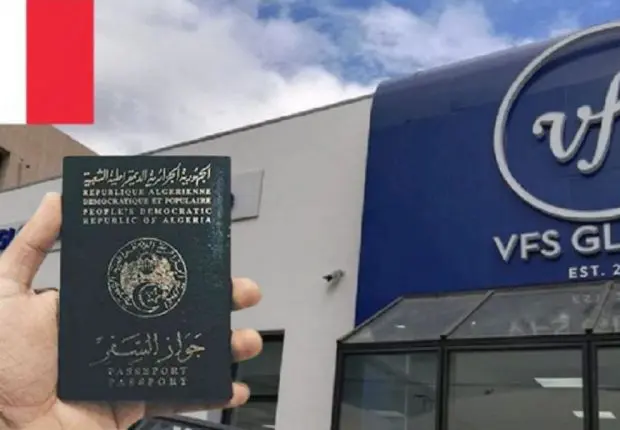 الجمهورية الجزائرية الديمقراطية الشعبية
REPUBLIQUE ALGERIENNE
DEMOCRATIQUE ET POPULAIRE
PEOPLE'S DEMOCRATIC
REPUBLIC OF ALGERIA
جواز السفر
PASSEPORT
PASSPORT
vf
VFS GL
EST. 2